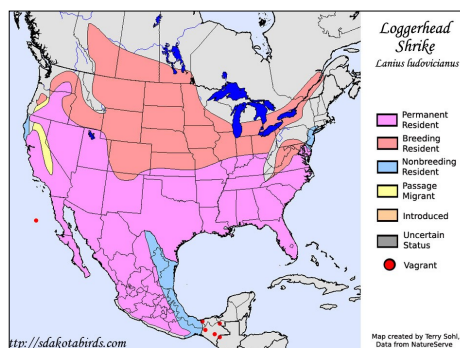 Loggerhead
Shrike
Lanius ludovicianus
Permanent
Resident
Breeding
Resident
Nonbreeding
Resident
Passage
Migrant
Introduced
Uncertain
Status
Vagrant
ttp://sdakotabirds.com
Map created by Terry Sohl,
Data from NatureServe